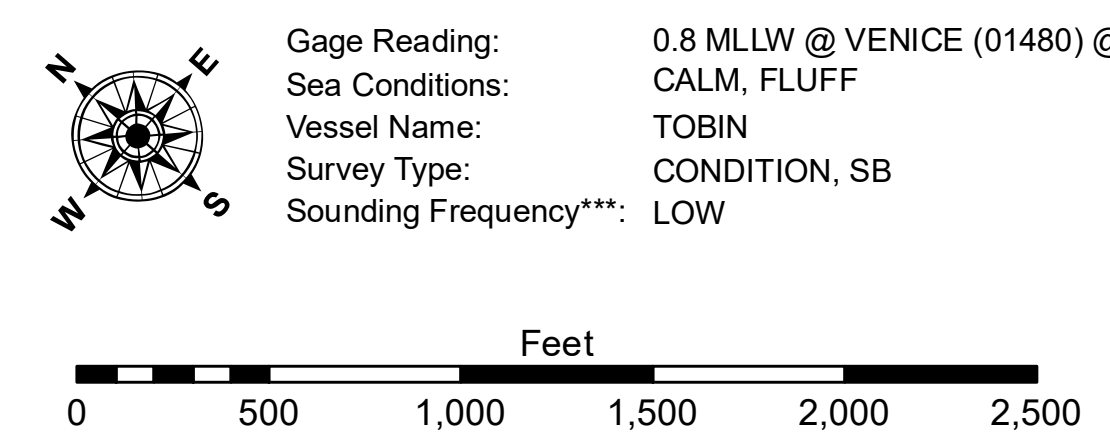 N E
W S
Gage Reading: 0.8 MLLW @ VENICE (01480) @
Sea Conditions: CALM, FLUFF
Vessel Name: TOBIN
Survey Type: CONDITION, SB
Sounding Frequency***: LOW
Feet
0 500 1,000 1,500 2,000 2,500